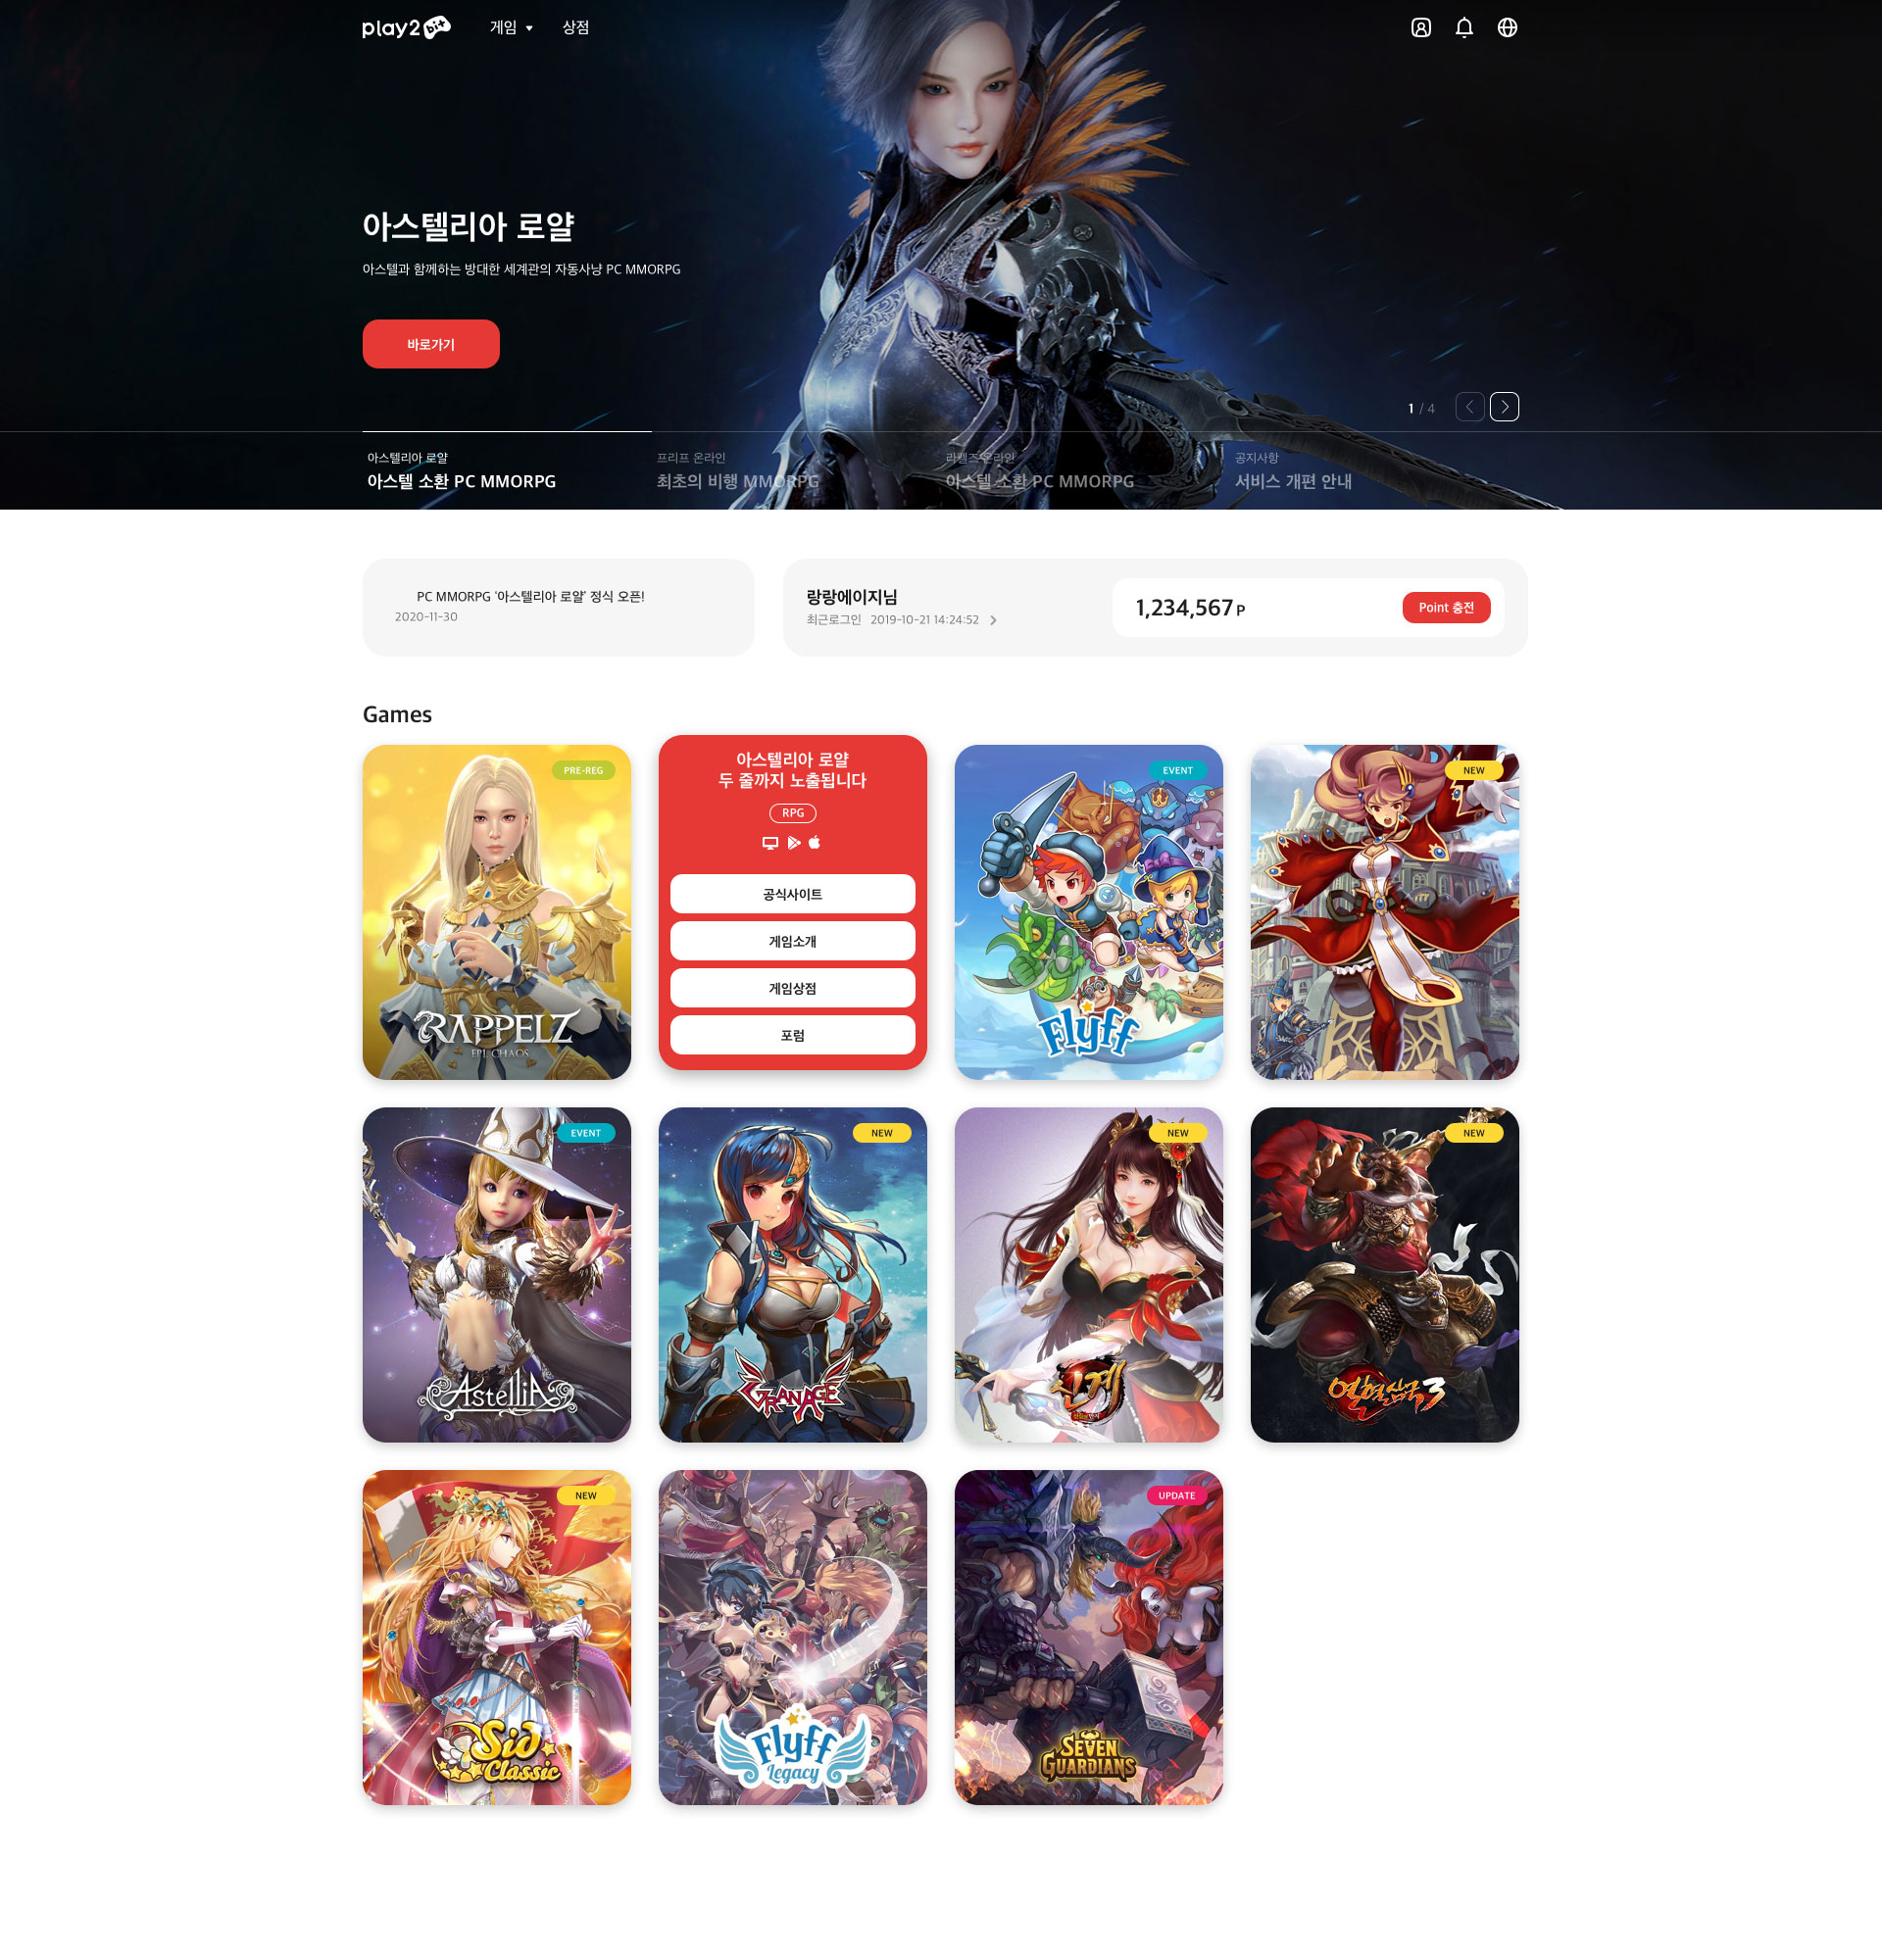 play2bit
게임
상점
아스텔리아 로얄
아스텔과 함께하는 방대한 세계관의 자동사냥 PC MMORPG
바로가기
1 / 4
아스텔리아 로얄
아스텔 소환 PC MMORPG
프리프 온라인
최초의 비행 MMORPG
라펠즈 온라인
아스텔 소환 PC MMORPG
공지사항
서비스 개편 안내
PC MMORPG ‘아스텔리아 로얄’ 정식 오픈!
2020-11-30
랑랑에이지님
최근로그인 2019-10-21 14:24:52
1,234,567 P
Point 충전
Games
PRE-REG
RAPPELZ
EPI. CHAOS
아스텔리아 로얄
두 줄까지 노출됩니다
RPG
공식사이트
게임소개
게임상점
포럼
EVENT
Flyff
NEW
EVENT
AstelliA
NEW
GRANAGE
NEW
신계
NEW
열혈삼국3
NEW
Sid
Classic
Flyff
Legacy
UPDATE
SEVEN
GUARDIANS